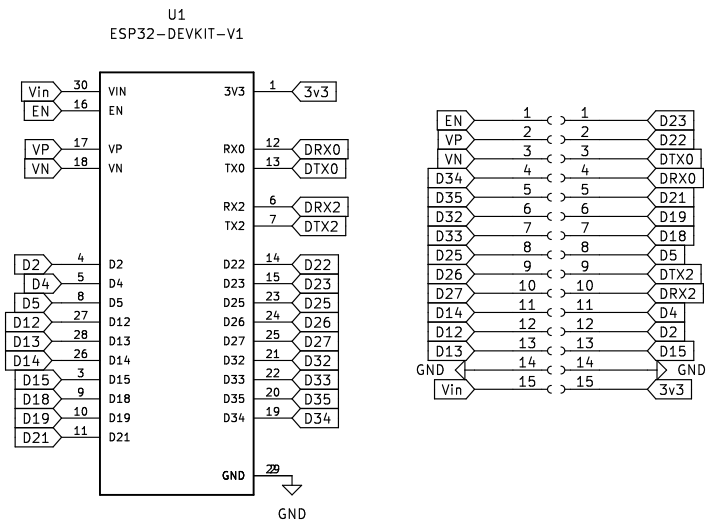 U1
ESP32-DEVKIT-V1
Vin 30 VIN 3V3 1 3v3
EN 16 EN
VP 17 VP RX0 12 DRX0
VN 18 VN TX0 13 DTX0
RX2 6 DRX2
TX2 7 DTX2
D2 4 D2 D22 14 D22
D4 5 D4 D23 15 D23
D5 8 D5 D25 23 D25
D12 27 D12 D26 24 D26
D13 28 D13 D27 25 D27
D14 26 D14 D32 21 D32
D15 3 D15 D33 22 D33
D18 9 D18 D35 20 D35
D19 10 D19 D34 19 D34
D21 11 D21
GND
GND
EN 1 1 D23
VP 2 2 D22
VN 3 3 DTX0
D34 4 4 DRX0
D35 5 5 D21
D32 6 6 D19
D33 7 7 D18
D25 8 8 D5
D26 9 9 DTX2
D27 10 10 DRX2
D14 11 11 D4
D12 12 12 D2
D13 13 13 D15
GND 14 14 GND
Vin 15 15 3v3